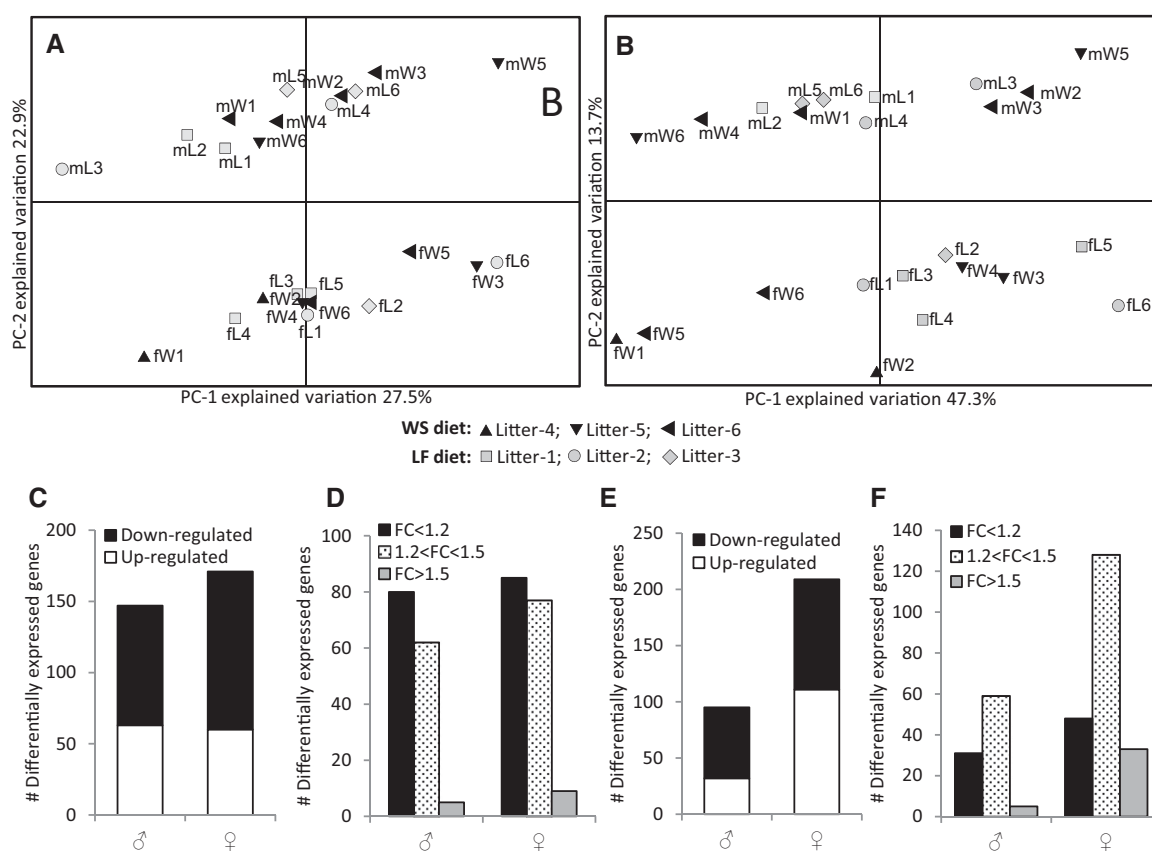 A
PC-2 explained variation 22.9%
mW5
mW3
mL5
mW2
mL6
mL4
mW1
mW4
mW6
mL2
mL1
mL3
B
fW5
fL6
fW3
fL3
fL5
fW2
fL2
fW4
fW6
fL4
fL1
fW1
PC-1 explained variation 27.5%
B
PC-2 explained variation 13.7%
mW5
mL3
mW2
mW3
mL5
mL6
mL1
mL2
mW1
mL4
mW4
mW6
fL5
fL2
fW4
fW3
fL3
fL1
fW6
fL6
fL4
fW5
fW1
fW2
PC-1 explained variation 47.3%
WS diet: ▲Litter-4; ▼Litter-5; ◀Litter-6
LF diet: Litter-1; Litter-2; Litter-3
C
# Differentially expressed genes
200
150
100
50
0
Down-regulated
Up-regulated
♂ ♀
D
# Differentially expressed genes
100
80
60
40
20
0
FC<1.2
1.2<FC<1.5
FC>1.5
♂ ♀
E
# Differentially expressed genes
250
200
150
100
50
0
Down-regulated
Up-regulated
♂ ♀
F
# Differentially expressed genes
140
120
100
80
60
40
20
0
FC<1.2
1.2<FC<1.5
FC>1.5
♂ ♀